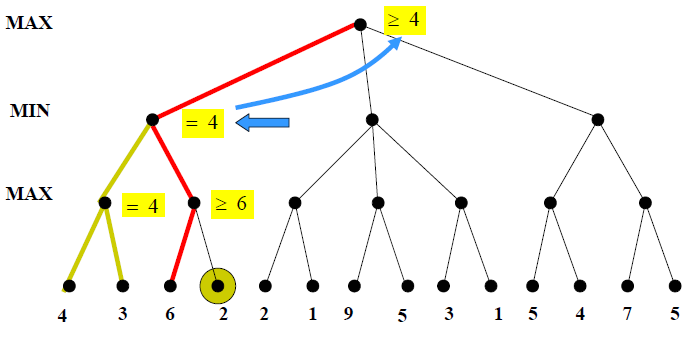 MAX
≥ 4
MIN
= 4
MAX
= 4
≥ 6
4 3 6 2 2 1 9 5 3 1 5 4 7 5